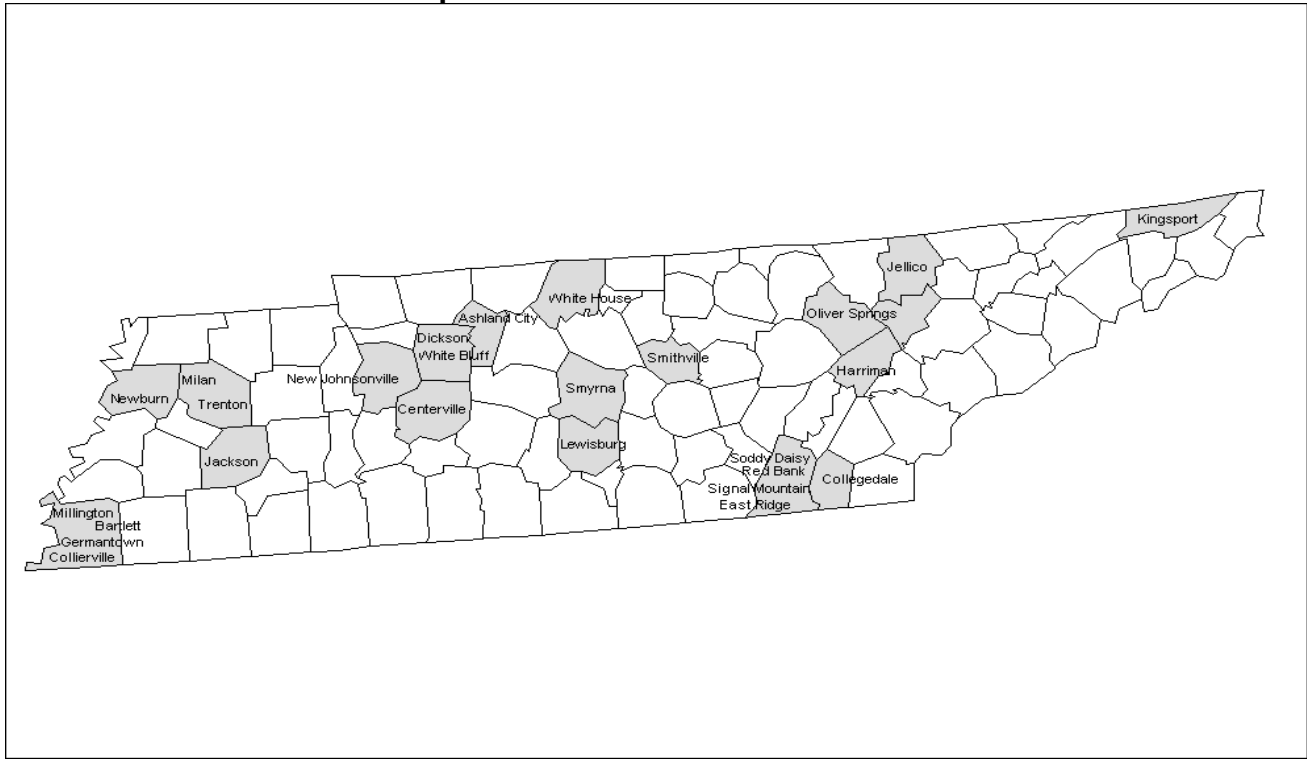 Kingsport
Jellico
White House
Oliver Springs
Ashland City
Dickson
White Bluff
Smithville
Harriman
Milan
New Johnsonville
Smyrna
Newburn
Trenton
Centerville
Lewisburg
Jackson
Soddy Daisy
Red Bank
Collegedale
Signal Mountain
East Ridge
Millington
Bartlett
Germantown
Collierville